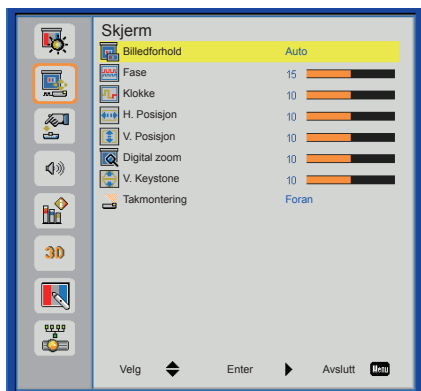 Skjerm
Billedforhold Auto
Fase 15
Klokke 10
H. Posisjon 10
V. Posisjon 10
Digital zoom 10
V. Keystone 10
Takmontering Foran
3D
Velg Enter Avslutt Menu